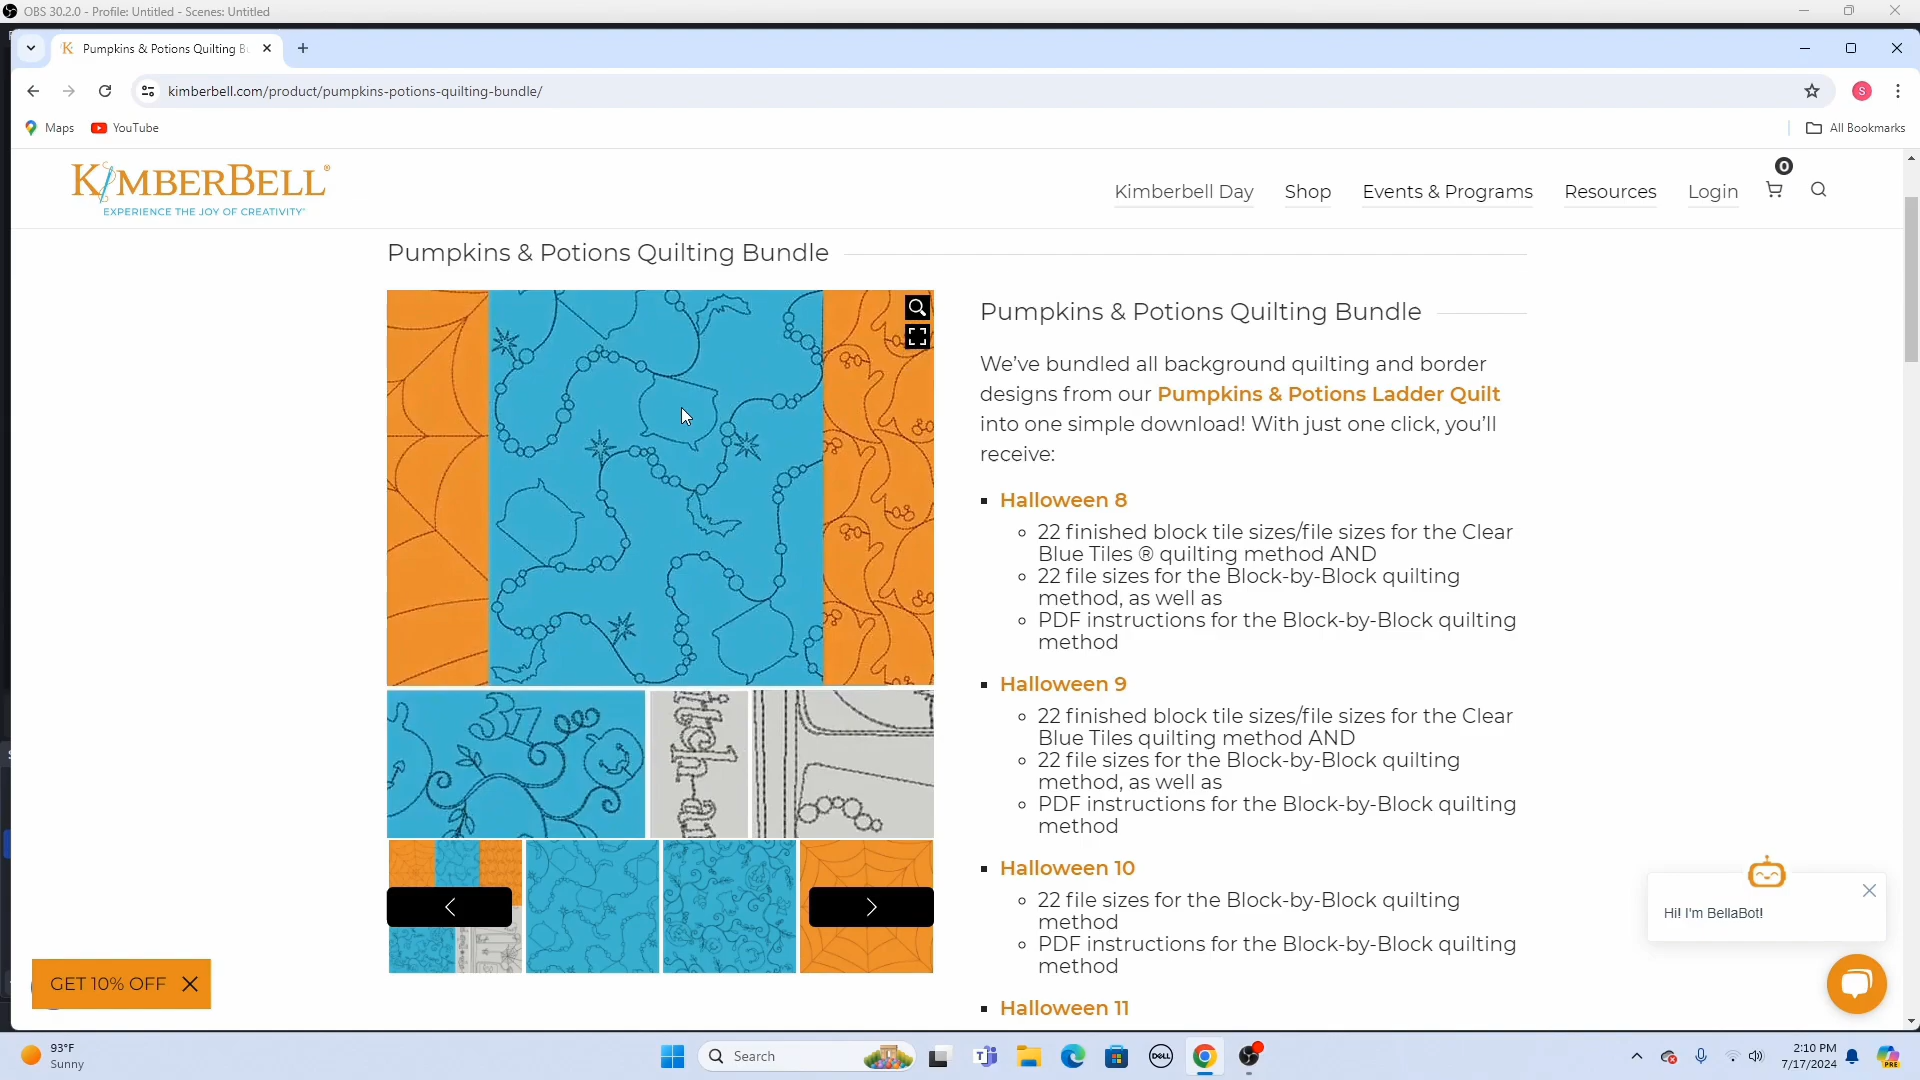 OBS 30.2.0 - Profile: Untitled - Scenes: Untitled
Pumpkins & Potions Quilting B
kimberbell.com/product/pumpkins-potions-quilting-bundle/
Maps
YouTube
All Bookmarks
KIMBERBELL®
EXPERIENCE THE JOY OF CREATIVITY®
Kimberbell Day
Shop
Events & Programs
Resources
Login
0
Pumpkins & Potions Quilting Bundle
Pumpkins & Potions Quilting Bundle
We’ve bundled all background quilting and border
designs from our Pumpkins & Potions Ladder Quilt
into one simple download! With just one click, you’ll
receive:
Halloween 8
22 finished block tile sizes/file sizes for the Clear
Blue Tiles ® quilting method AND
22 file sizes for the Block-by-Block quilting
method, as well as
PDF instructions for the Block-by-Block quilting
method
Halloween 9
22 finished block tile sizes/file sizes for the Clear
Blue Tiles quilting method AND
22 file sizes for the Block-by-Block quilting
method, as well as
PDF instructions for the Block-by-Block quilting
method
Halloween 10
22 file sizes for the Block-by-Block quilting
method
PDF instructions for the Block-by-Block quilting
method
Halloween 11
31
Hi! I'm BellaBot!
GET 10% OFF
93°F
Sunny
Search
DELL
2:10 PM
7/17/2024
S
PRE